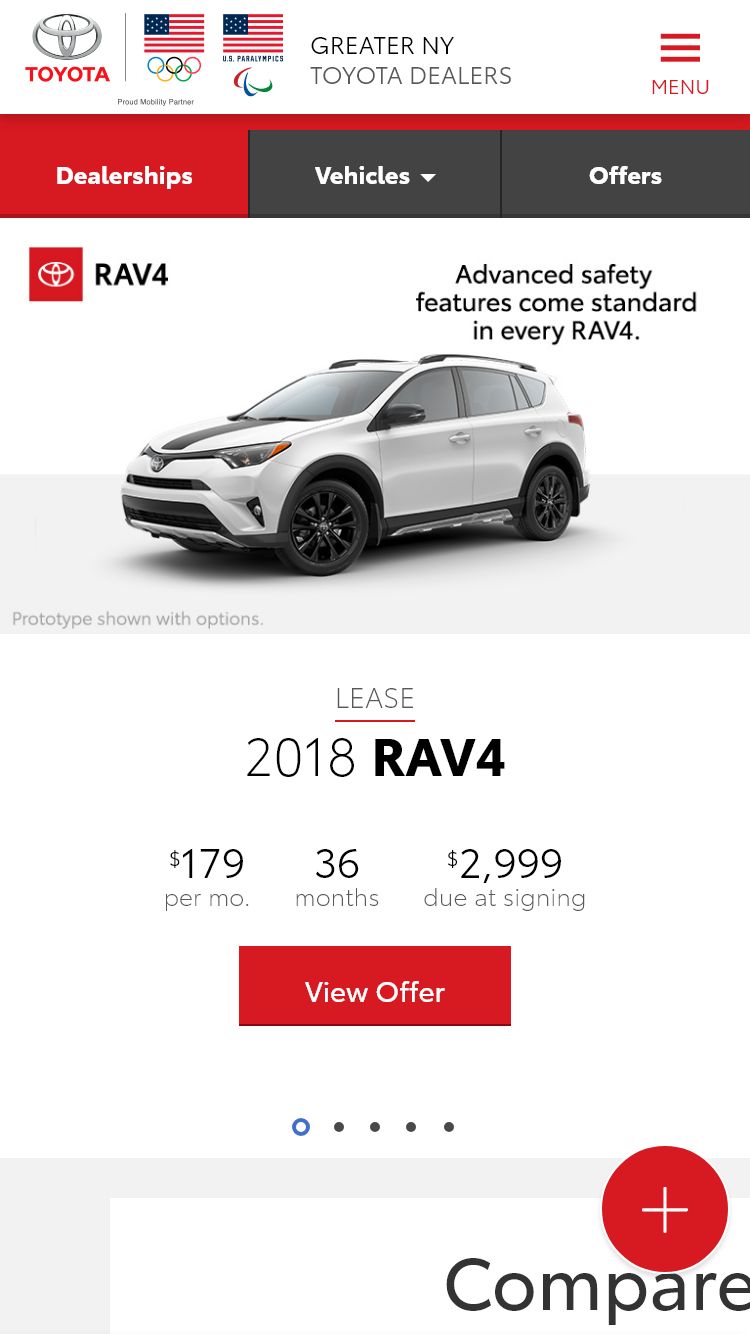 TOYOTA
U.S. PARALYMPICS
Proud Mobility Partner
GREATER NY
TOYOTA DEALERS
MENU
Dealerships
Vehicles
Offers
RAV4
Advanced safety
features come standard
in every RAV4.
Prototype shown with options.
LEASE
2018 RAV4
$179
per mo.
36
months
$2,999
due at signing
View Offer
Compare